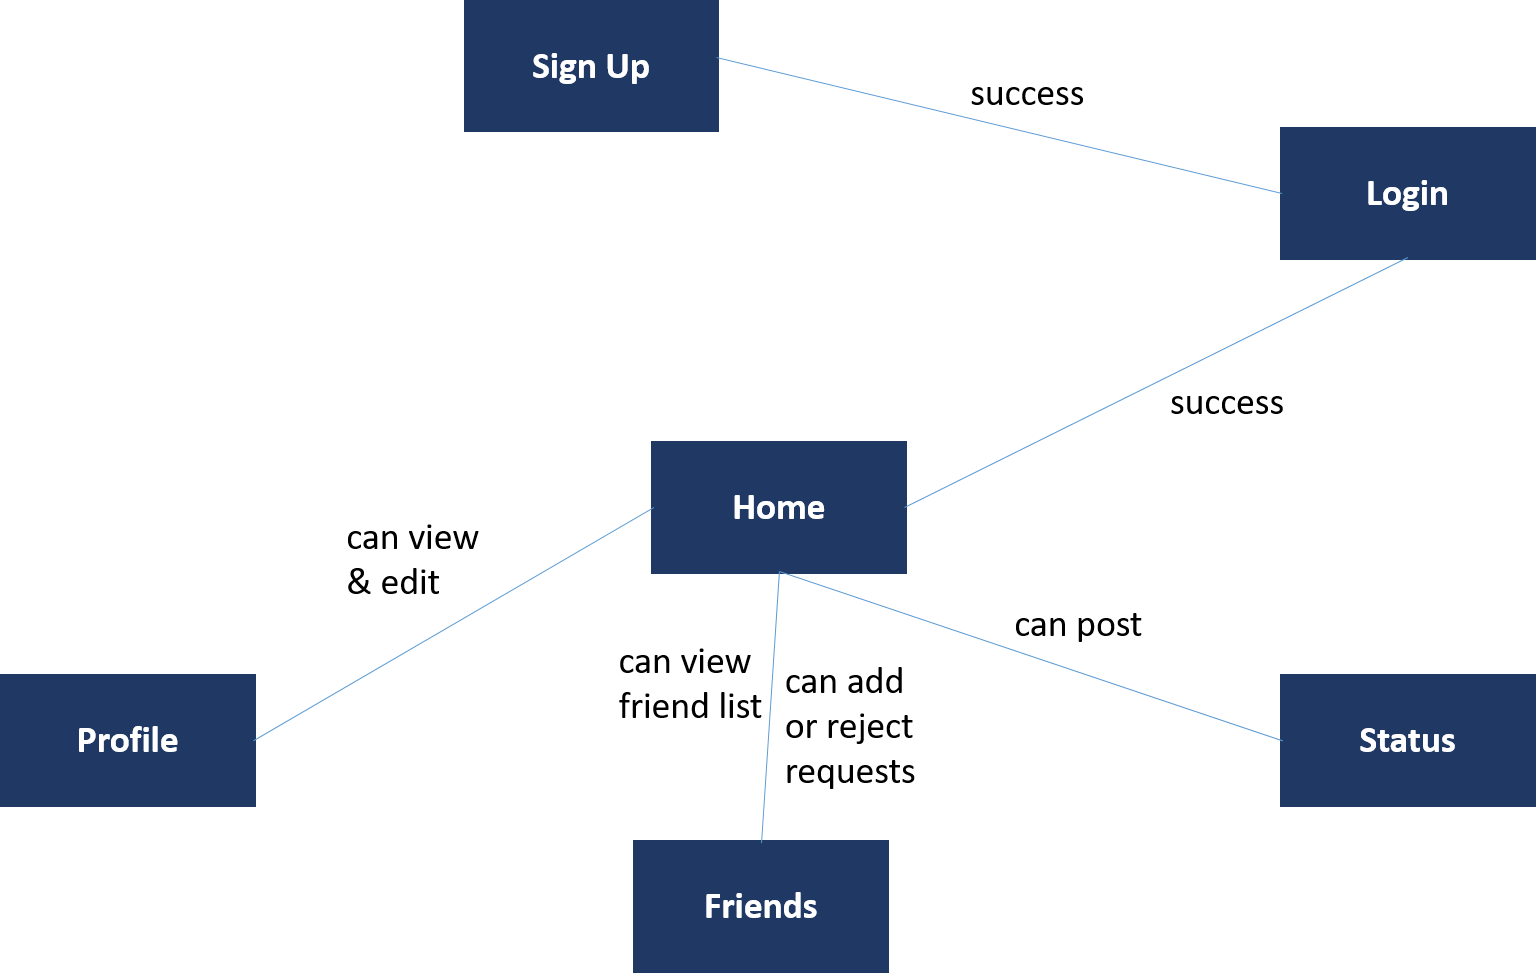 Sign Up
success
Login
success
Home
can view
& edit
can post
can view
friend list
can add
or reject
requests
Profile
Status
Friends